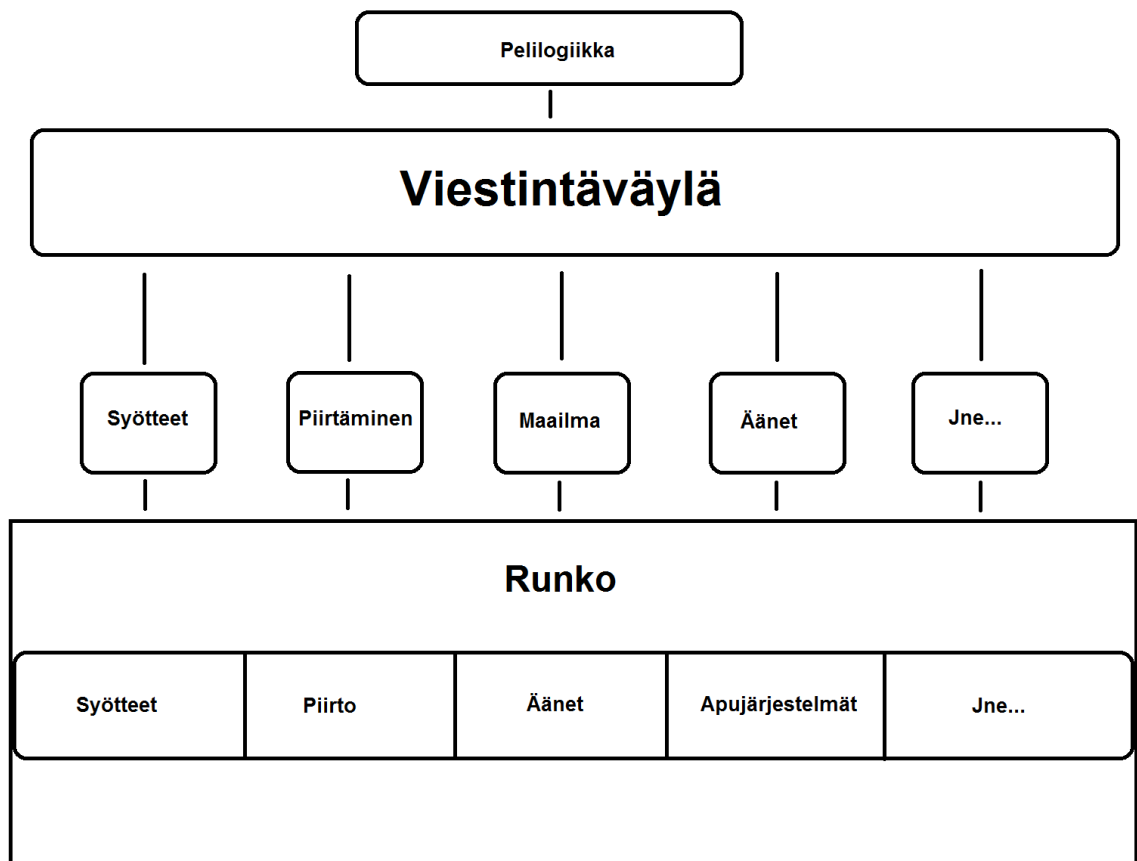 Pelilogiikka
Viestintäväylä
Syötteet
Piirtäminen
Maailma
Äänet
Jne...
Runko
Syötteet
Piirto
Äänet
Apujärjestelmät
Jne...